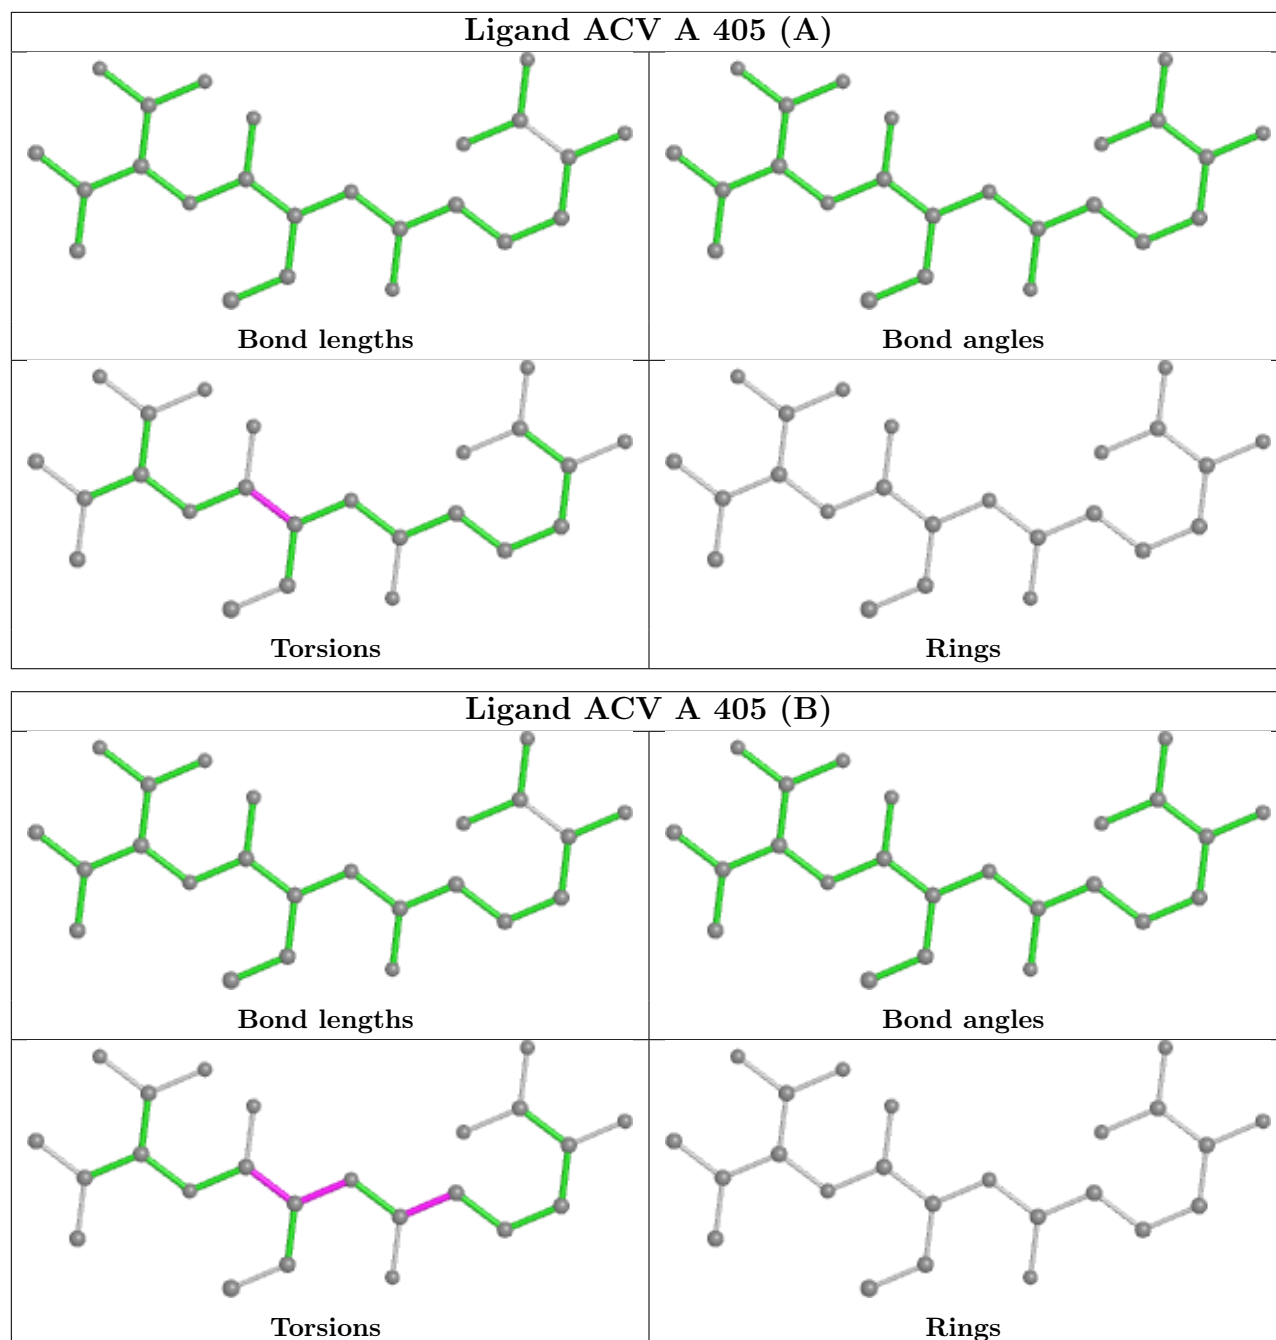 Ligand ACV A 405 (A)
Bond lengths
Bond angles
Torsions
Rings
Ligand ACV A 405 (B)
Bond lengths
Bond angles
Torsions
Rings